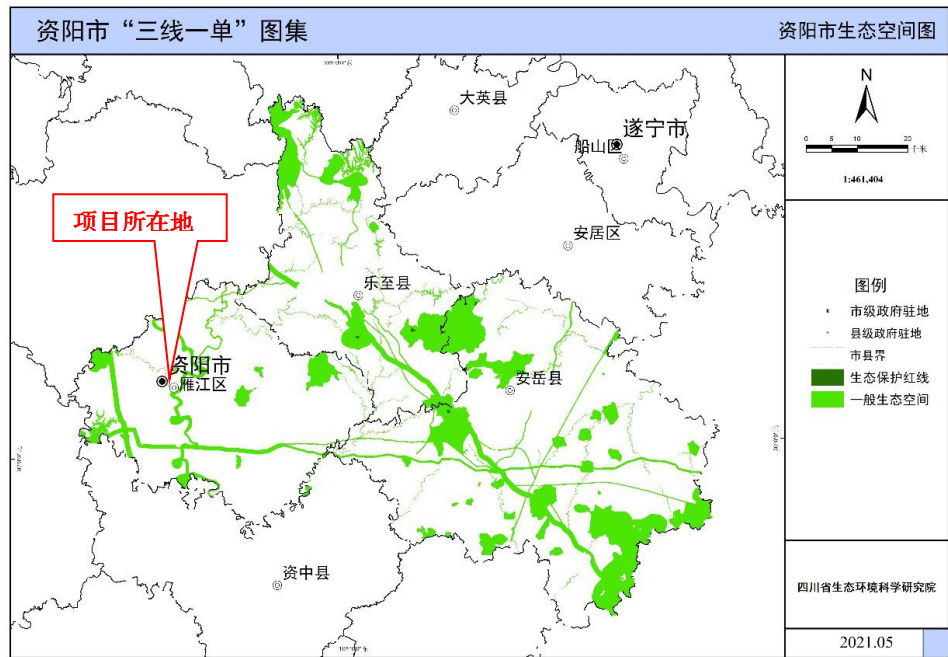 资阳市“三线一单”图集
资阳市生态空间图
大英县
遂宁市
船山区
项目所在地
安居区
乐至县
资阳市
雁江区
安岳县
资中县
N
0 5 10 20
千米
1:461,404
图例
市级政府驻地
县级政府驻地
市县界
生态保护红线
一般生态空间
四川省生态环境科学研究院
2021.05